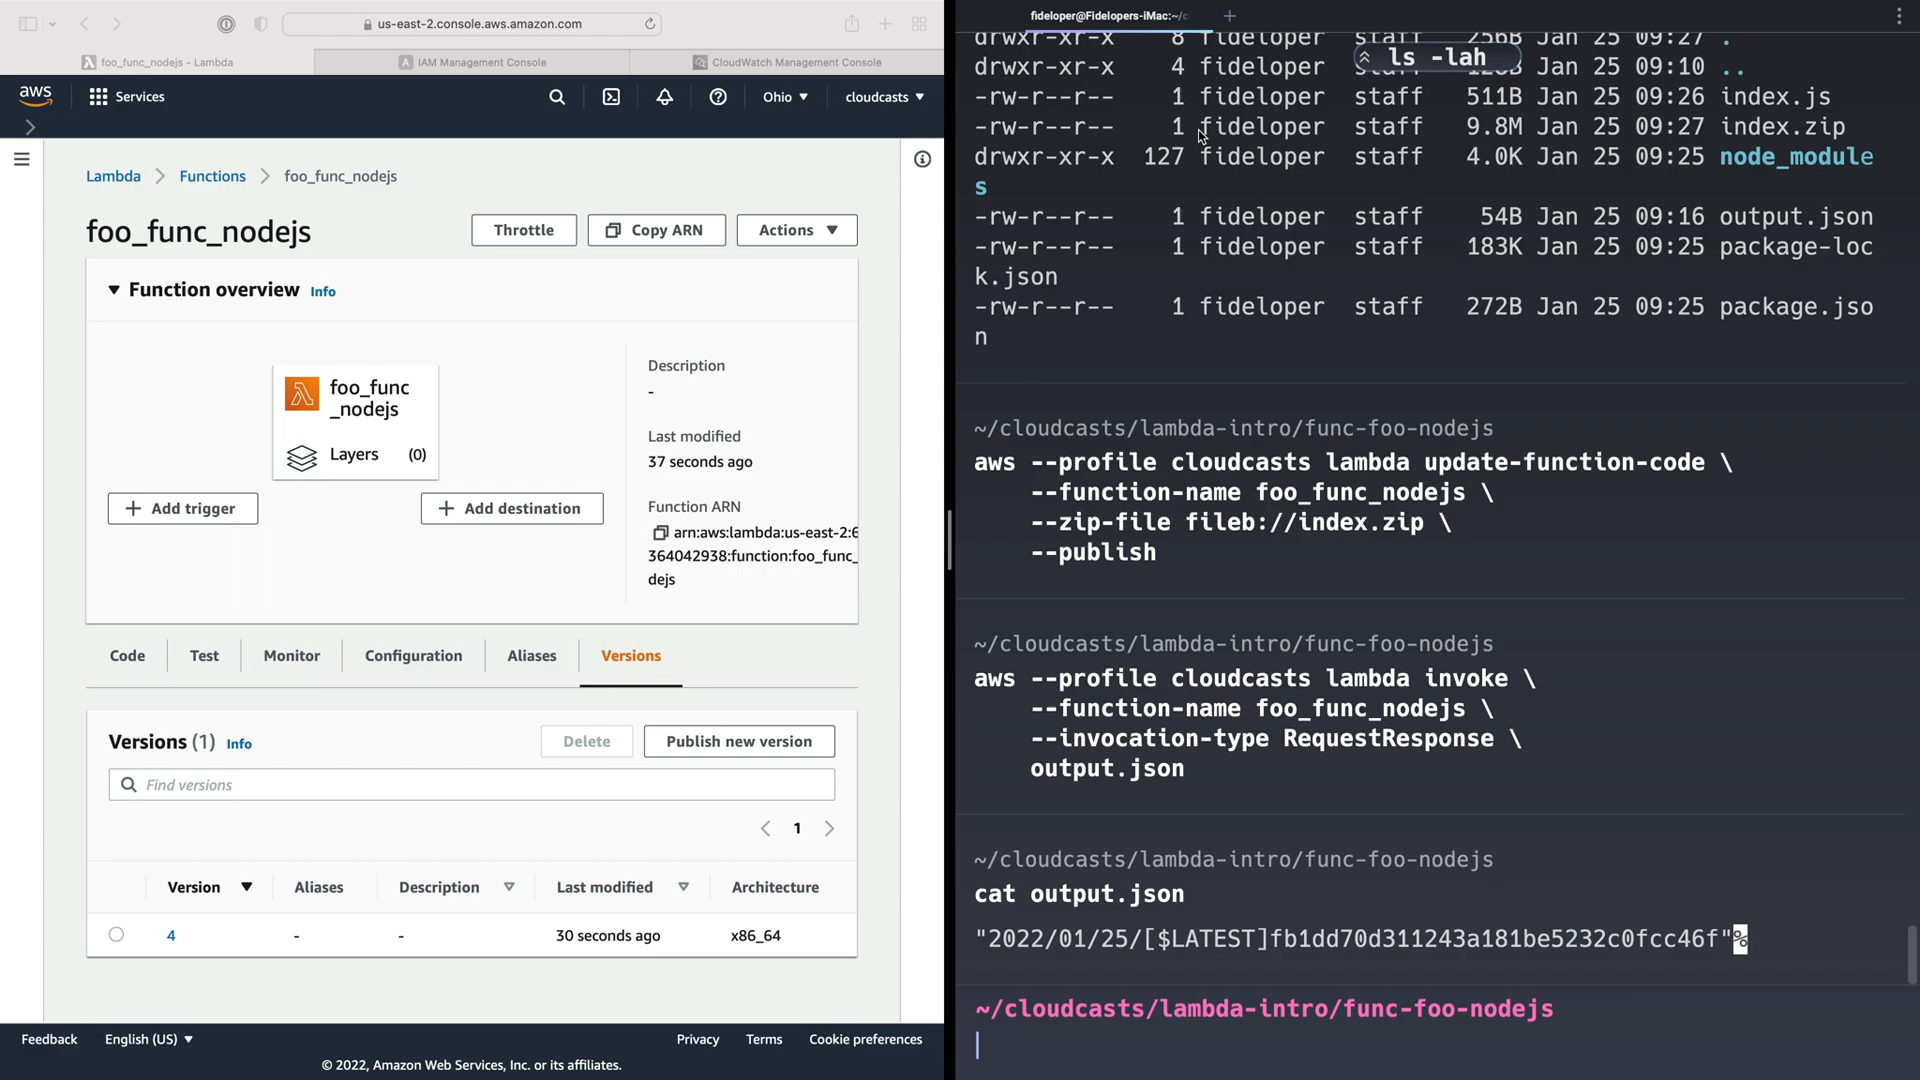 us-east-2.console.aws.amazon.com
foo_func_nodejs - Lambda
IAM Management Console
CloudWatch Management Console
aws
Services
Ohio
cloudcasts
Lambda
Functions
foo_func_nodejs
foo_func_nodejs
Throttle
Copy ARN
Actions
Function overview
Info
foo_func
_nodejs
Layers
(0)
Add trigger
Add destination
Description
-
Last modified
37 seconds ago
Function ARN
arn:aws:lambda:us-east-2:6
364042938:function:foo_func_
dejs
Code
Test
Monitor
Configuration
Aliases
Versions
Versions (1)
Info
Delete
Publish new version
Find versions
1
Version
Aliases
Description
Last modified
Architecture
4
-
-
30 seconds ago
x86_64
Feedback
English (US)
Privacy
Terms
Cookie preferences
© 2022, Amazon Web Services, Inc. or its affiliates.
fideloper@Fidelopers-iMac:~/c
ls -lah
drwxr-xr-x 8 fideloper staff 256B Jan 25 09:27 .
drwxr-xr-x 4 fideloper staff 128B Jan 25 09:10 ..
-rw-r--r-- 1 fideloper staff 511B Jan 25 09:26 index.js
-rw-r--r-- 1 fideloper staff 9.8M Jan 25 09:27 index.zip
drwxr-xr-x 127 fideloper staff 4.0K Jan 25 09:25 node_module
s
-rw-r--r-- 1 fideloper staff 54B Jan 25 09:16 output.json
-rw-r--r-- 1 fideloper staff 183K Jan 25 09:25 package-loc
k.json
-rw-r--r-- 1 fideloper staff 272B Jan 25 09:25 package.jso
n
~/cloudcasts/lambda-intro/func-foo-nodejs
aws --profile cloudcasts lambda update-function-code \
--function-name foo_func_nodejs \
--zip-file fileb://index.zip \
--publish
~/cloudcasts/lambda-intro/func-foo-nodejs
aws --profile cloudcasts lambda invoke \
--function-name foo_func_nodejs \
--invocation-type RequestResponse \
output.json
~/cloudcasts/lambda-intro/func-foo-nodejs
cat output.json
"2022/01/25/[$LATEST]fb1dd70d311243a181be5232c0fcc46f"%
~/cloudcasts/lambda-intro/func-foo-nodejs